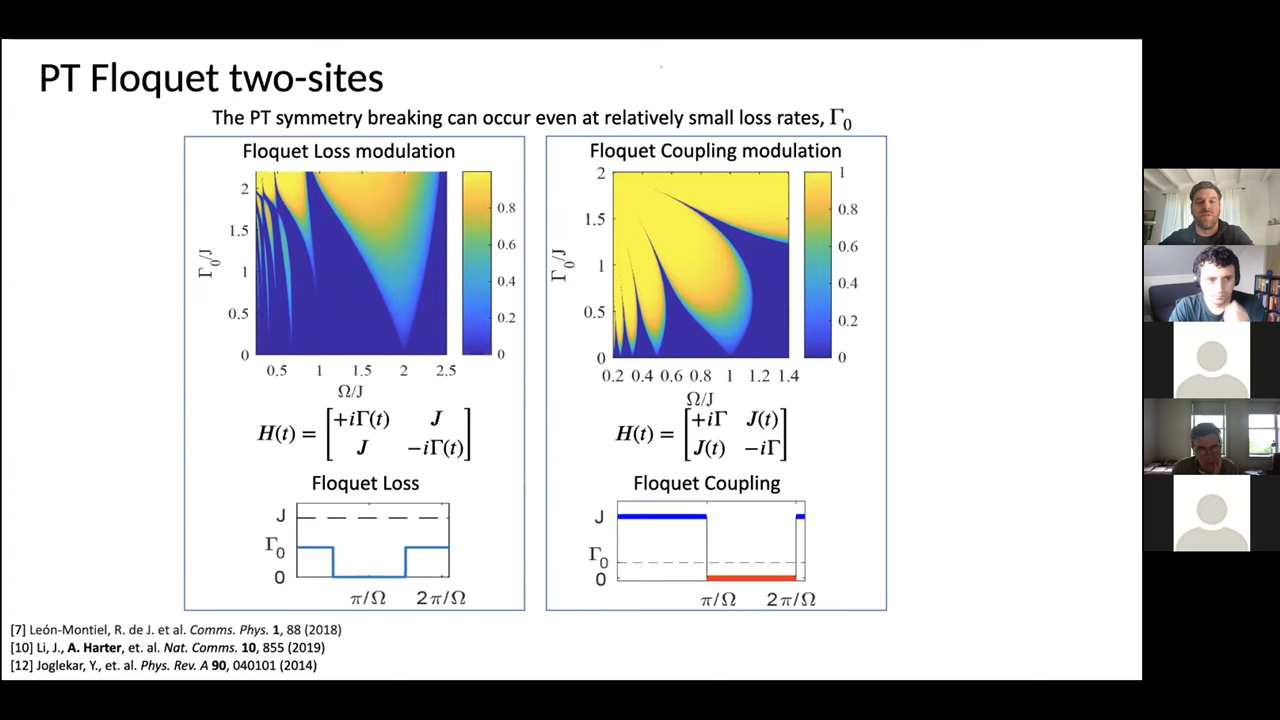 PT Floquet two-sites
The PT symmetry breaking can occur even at relatively small loss rates, Γ₀
Floquet Loss modulation
2
1.5
1
0.5
0
Γ₀/J
0.5 1 1.5 2 2.5
Ω/J
0.8
0.6
0.4
0.2
0
H(t) = [+iΓ(t) J
J −iΓ(t)]
Floquet Loss
J
Γ₀
0
π/Ω 2π/Ω
Floquet Coupling modulation
2
1.5
1
0.5
0
Γ₀/J
0.2 0.4 0.6 0.8 1 1.2 1.4
Ω/J
1
0.8
0.6
0.4
0.2
0
H(t) = [+iΓ J(t)
J(t) −iΓ]
Floquet Coupling
J
Γ₀
0
π/Ω 2π/Ω
[7] León-Montiel, R. de J. et al. Comms. Phys. 1, 88 (2018)
[10] Li, J., A. Harter, et. al. Nat. Comms. 10, 855 (2019)
[12] Joglekar, Y., et. al. Phys. Rev. A 90, 040101 (2014)